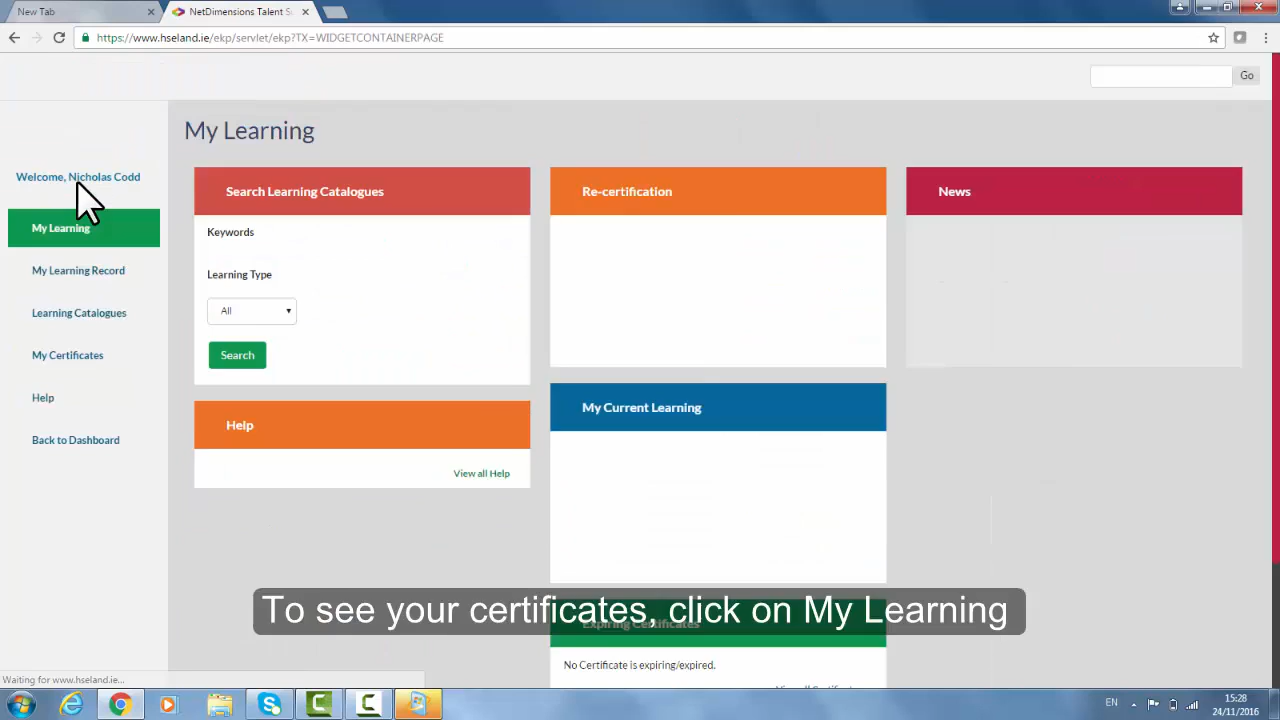 New Tab
NetDimensions Talent S
https://www.hseland.ie/ekp/servlet/ekp?TX=WIDGETCONTAINERPAGE
Go
My Learning
Welcome, Nicholas Codd
My Learning
My Learning Record
Learning Catalogues
My Certificates
Help
Back to Dashboard
Search Learning Catalogues
Keywords
Learning Type
All
Search
Help
View all Help
Re-certification
My Current Learning
Expiring Certificates
No Certificate is expiring/expired.
News
To see your certificates, click on My Learning
Waiting for www.hseland.ie...
EN
15:28
24/11/2016